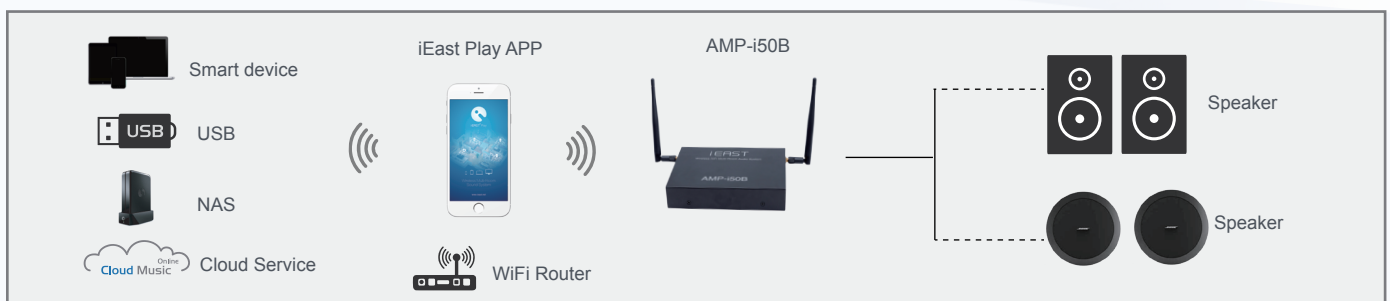 Smart device
USB
USB
NAS
Online
Cloud Music
Cloud Service
iEast Play APP
WiFi Router
AMP-i50B
iEAST
AMP-i50B
Speaker
Speaker